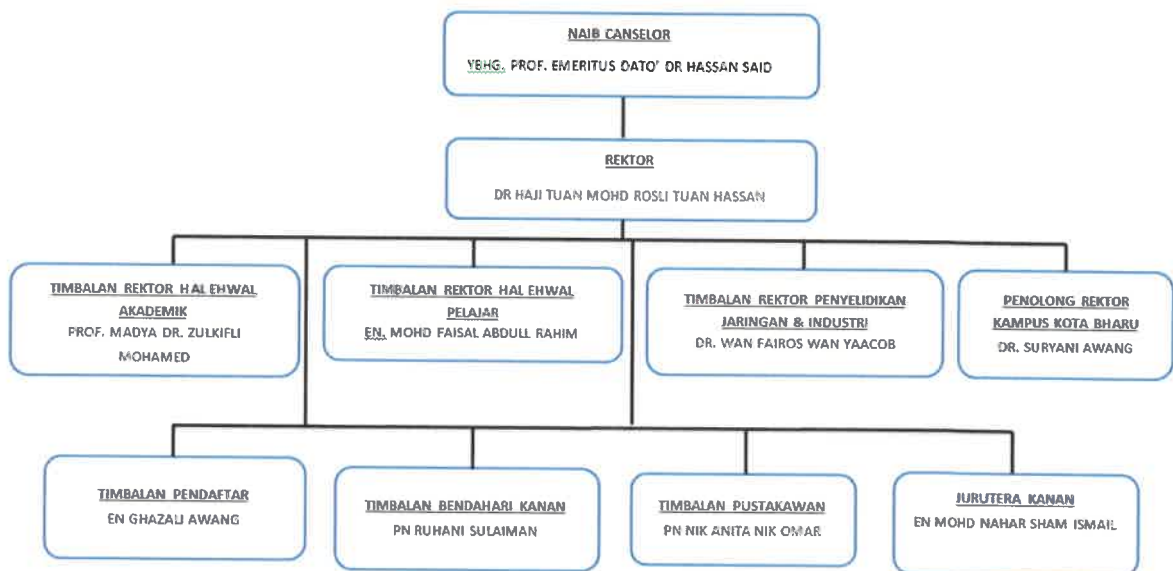 NAIB CANSELOR
YBHG. PROF. EMERITUS DATO' DR HASSAN SAID
REKTOR
DR HAJI TUAN MOHD ROSLI TUAN HASSAN
TIMBALAN REKTOR HAL EHWAL
AKADEMIK
PROF. MADYA DR. ZULKIFLI
MOHAMED
TIMBALAN REKTOR HAL EHWAL
PELAJAR
EN. MOHD FAISAL ABDULL RAHIM
TIMBALAN REKTOR PENYELIDIKAN
JARINGAN & INDUSTRI
DR. WAN FAIROS WAN YAACOB
PENOLONG REKTOR
KAMPUS KOTA BHARU
DR. SURYANI AWANG
TIMBALAN PENDAFTAR
EN GHAZALI AWANG
TIMBALAN BENDAHARI KANAN
PN RUHANI SULAIMAN
TIMBALAN PUSTAKAWAN
PN NIK ANITA NIK OMAR
JURUTERA KANAN
EN MOHD NAHAR SHAM ISMAIL